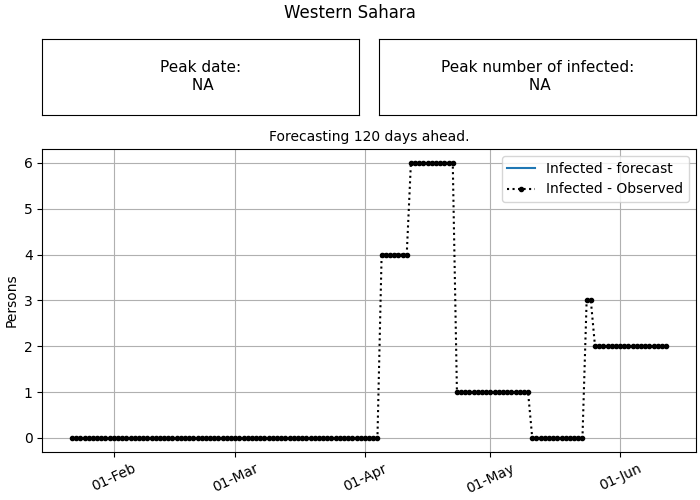 Western Sahara
Peak date:
NA
Peak number of infected:
NA
Forecasting 120 days ahead.
Infected - forecast
Infected - Observed
Persons
6
5
4
3
2
1
0
01-Feb
01-Mar
01-Apr
01-May
01-Jun